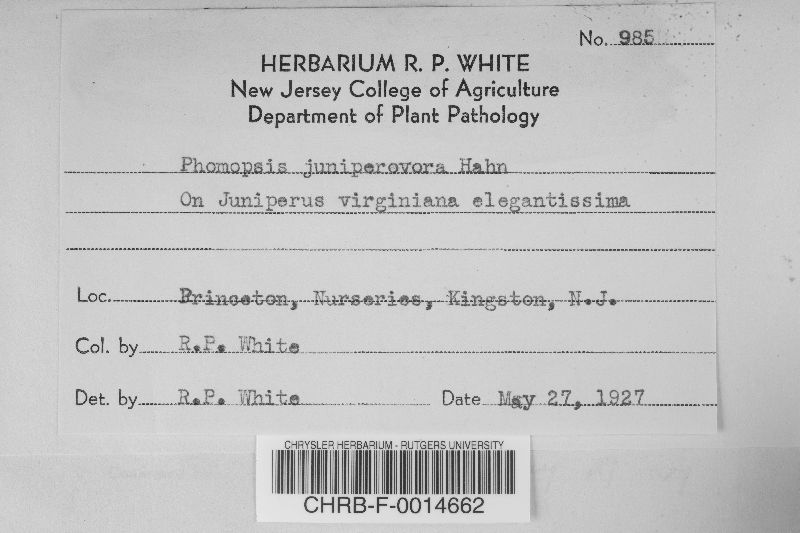 No. 985
HERBARIUM R. P. WHITE
New Jersey College of Agriculture
Department of Plant Pathology
Phomopsis juniperovora Hahn
On Juniperus virginiana elegantissima
Loc. Princeton, Nurseries, Kingston, N.J.
Col. by R.P. White
Det. by R.P. White Date May 27, 1927
CHRYSLER HERBARIUM - RUTGERS UNIVERSITY
CHRB-F-0014662